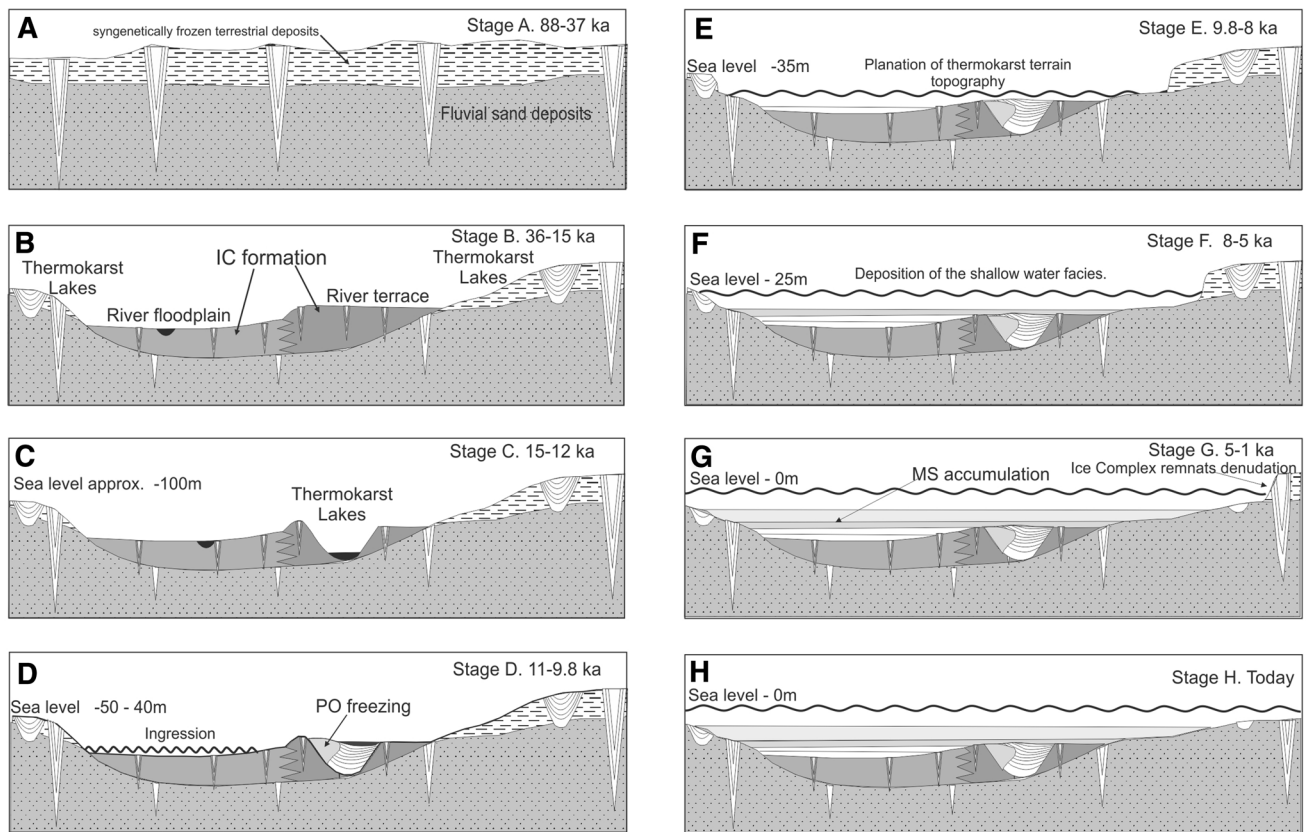 A
Stage A. 88-37 ka
syngenetically frozen terrestrial deposits
Fluvial sand deposits
B
Stage B. 36-15 ka
Thermokarst
Lakes
IC formation
Thermokarst
Lakes
River floodplain
River terrace
C
Stage C. 15-12 ka
Sea level approx. -100m
Thermokarst
Lakes
D
Stage D. 11-9.8 ka
Sea level -50 - 40m
PO freezing
Ingression
E
Stage E. 9.8-8 ka
Sea level -35m
Planation of thermokarst terrain
topography
F
Stage F. 8-5 ka
Sea level - 25m
Deposition of the shallow water facies.
G
Stage G. 5-1 ka
Ice Complex remnats denudation
Sea level - 0m
MS accumulation
H
Stage H. Today
Sea level - 0m